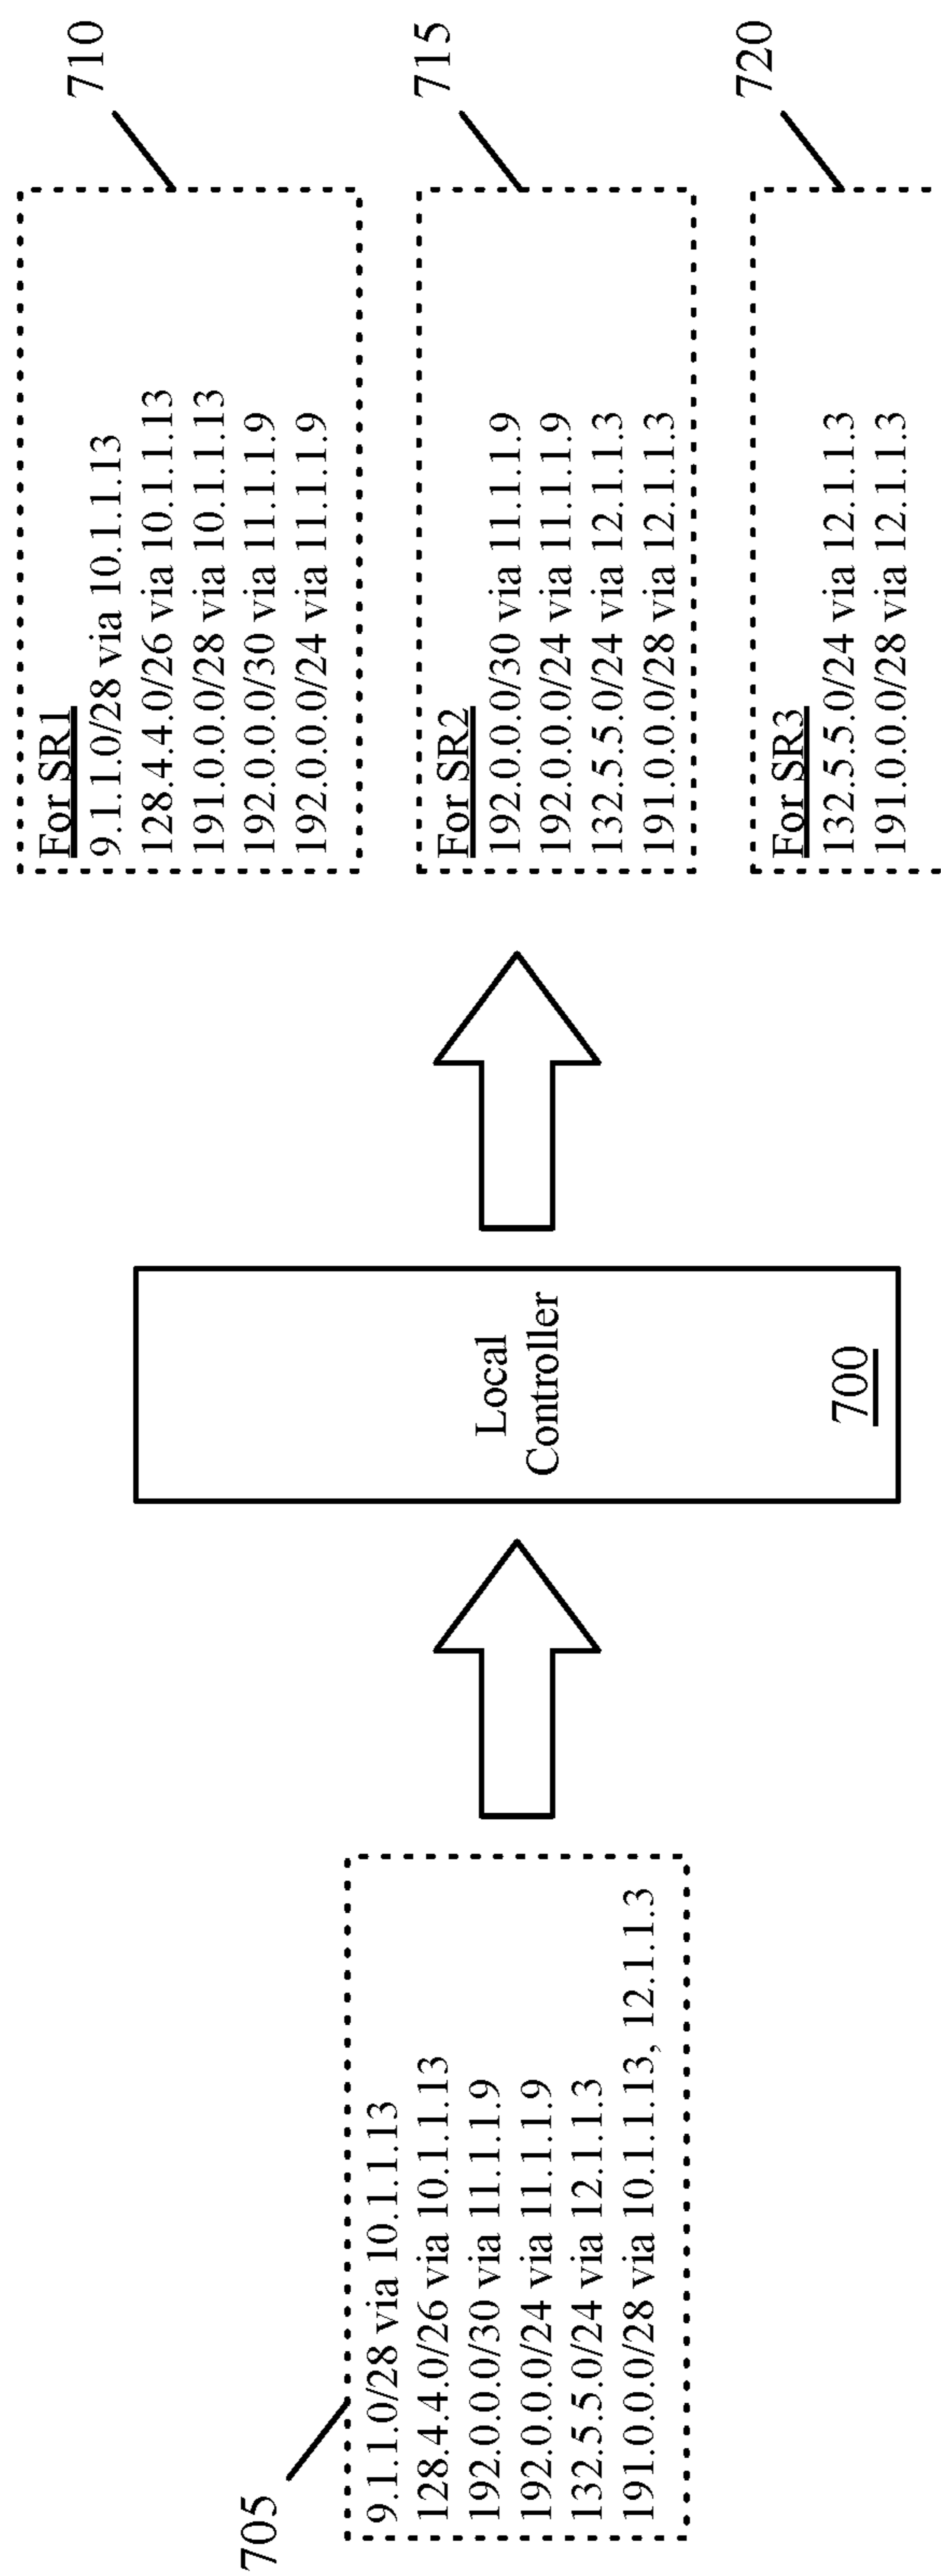 705
9.1.1.0/28 via 10.1.1.13
128.4.4.0/26 via 10.1.1.13
192.0.0.0/30 via 11.1.1.9
192.0.0.0/24 via 11.1.1.9
132.5.5.0/24 via 12.1.1.3
191.0.0.0/28 via 10.1.1.13, 12.1.1.3
Local
Controller
700
710
For SR1
9.1.1.0/28 via 10.1.1.13
128.4.4.0/26 via 10.1.1.13
191.0.0.0/28 via 10.1.1.13
192.0.0.0/30 via 11.1.1.9
192.0.0.0/24 via 11.1.1.9
715
For SR2
192.0.0.0/30 via 11.1.1.9
192.0.0.0/24 via 11.1.1.9
132.5.5.0/24 via 12.1.1.3
191.0.0.0/28 via 12.1.1.3
720
For SR3
132.5.5.0/24 via 12.1.1.3
191.0.0.0/28 via 12.1.1.3